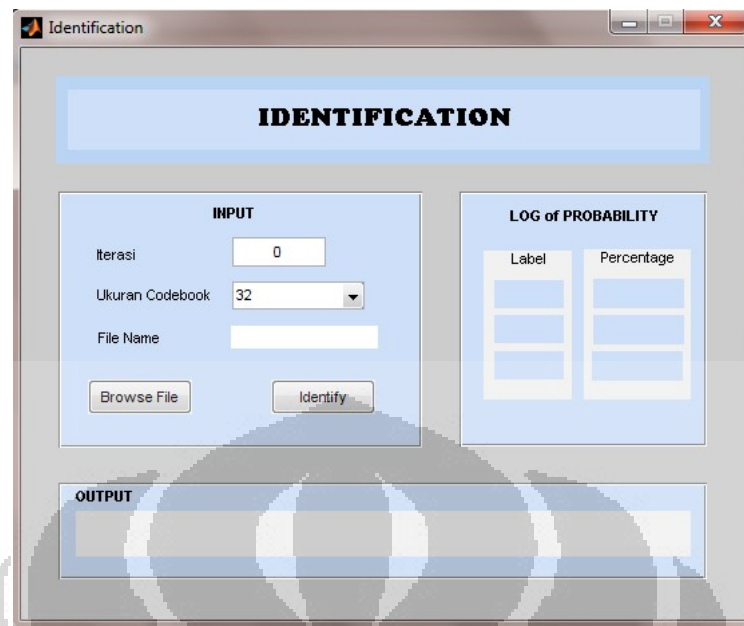 Identification
IDENTIFICATION
INPUT
Iterasi
0
Ukuran Codebook
32
File Name
Browse File
Identify
LOG of PROBABILITY
Label
Percentage
OUTPUT